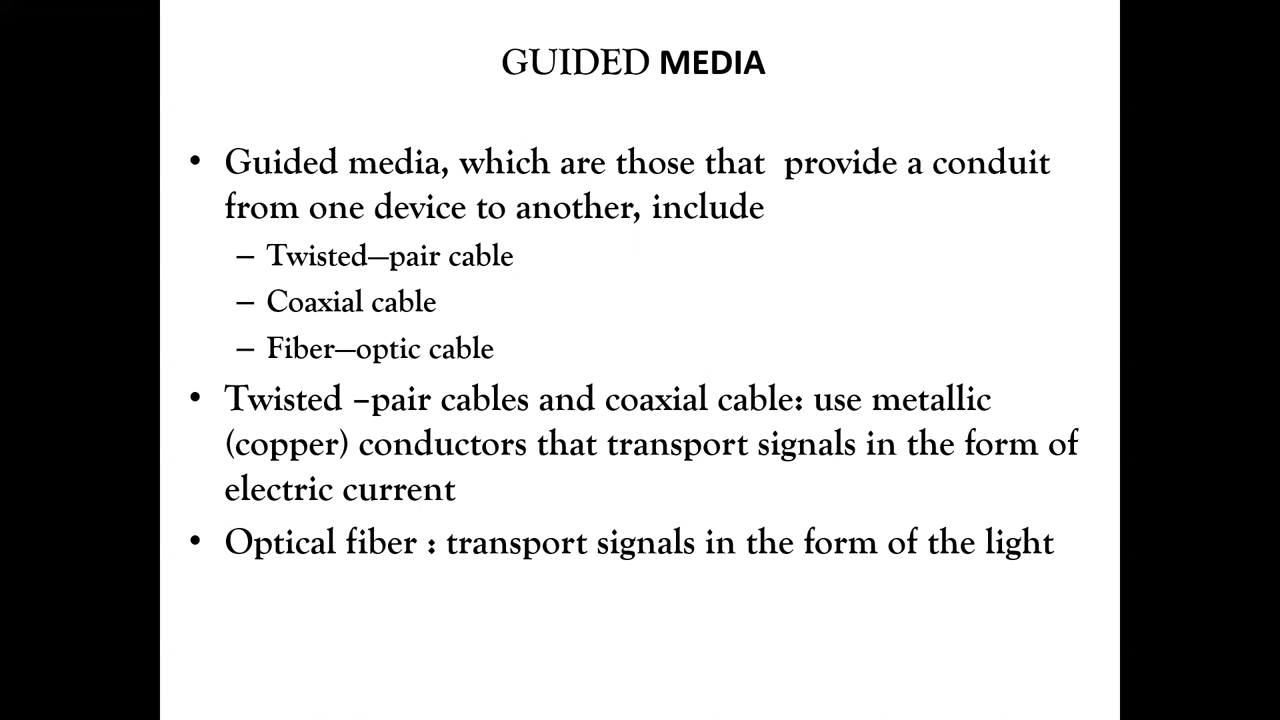 GUIDED MEDIA
• Guided media, which are those that  provide a conduit
from one device to another, include
– Twisted—pair cable
– Coaxial cable
– Fiber—optic cable
• Twisted –pair cables and coaxial cable: use metallic
(copper) conductors that transport signals in the form of
electric current
• Optical fiber : transport signals in the form of the light